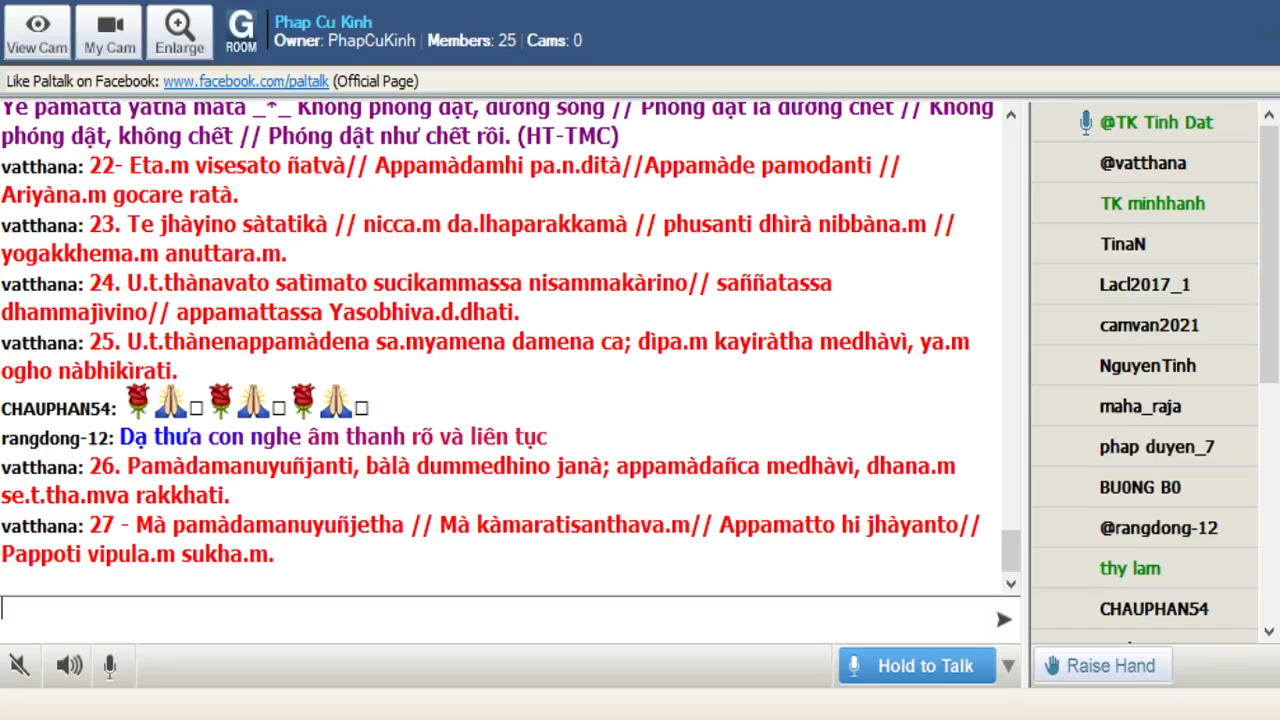 Phap Cu Kinh
G
ROOM
Owner: PhapCuKinh | Members: 25 | Cams: 0
View Cam
My Cam
Enlarge
Like Paltalk on Facebook: www.facebook.com/paltalk (Official Page)
Ye pamattà yathà matà _*_ Không phóng dật, đường sống // Phóng dật là đường chết // Không
phóng dật, không chết // Phóng dật như chết rồi. (HT-TMC)
vatthana: 22- Eta.m visesato ñatvà// Appamàdamhi pa.n.dità//Appamàde pamodanti //
Ariyàna.m gocare ratà.
vatthana: 23. Te jhàyino sàtatikà // nicca.m da.lhaparakkamà // phusanti dhìrà nibbàna.m //
yogakkhema.m anuttara.m.
vatthana: 24. U.t.thànavato satìmato sucikammassa nisammakàrino// saññatassa
dhammajìvino// appamattassa Yasobhiva.d.dhati.
vatthana: 25. U.t.thànenappamàdena sa.myamena damena ca; dìpa.m kayiràtha medhàvì, ya.m
ogho nàbhikìrati.
CHAUPHAN54: 🌹🙏🌹🙏🌹🙏
rangdong-12: Dạ thưa con nghe âm thanh rõ và liên tục
vatthana: 26. Pamàdamanuyuñjanti, bàlà dummedhino janà; appamàdañca medhàvì, dhana.m
se.t.tha.mva rakkhati.
vatthana: 27 - Mà pamàdamanuyuñjetha // Mà kàmaratisanthava.m// Appamatto hi jhàyanto//
Pappoti vipula.m sukha.m.
@TK Tinh Dat
@vatthana
TK minhhanh
TinaN
Lacl2017_1
camvan2021
NguyenTinh
maha_raja
phap duyen_7
BU0NG B0
@rangdong-12
thy lam
CHAUPHAN54
Hold to Talk
Raise Hand